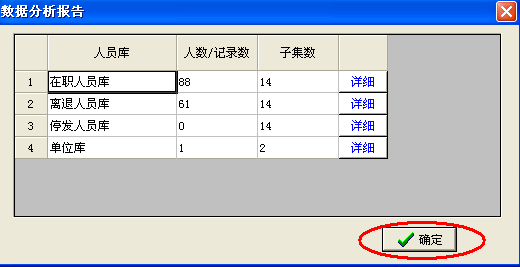 数据分析报告
人员库 人数/记录数 子集数
1 在职人员库 88 14 详细
2 离退人员库 61 14 详细
3 停发人员库 0 14 详细
4 单位库 1 2 详细
确定